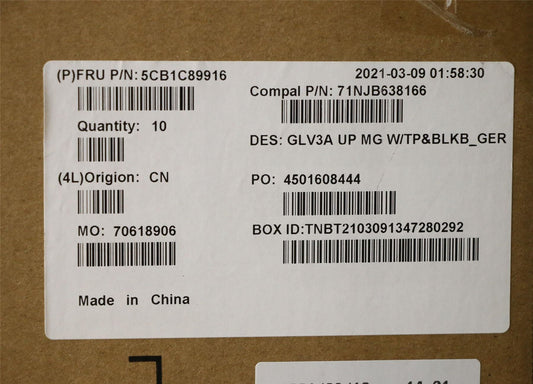 (P)FRU P/N: 5CB1C89916
2021-03-09 01:58:30
Compal P/N: 71NJB638166
Quantity: 10
DES: GLV3A UP MG W/TP&BLKB_GER
(4L)Origion: CN
PO: 4501608444
MO: 70618906
BOX ID:TNBT2103091347280292
Made in China